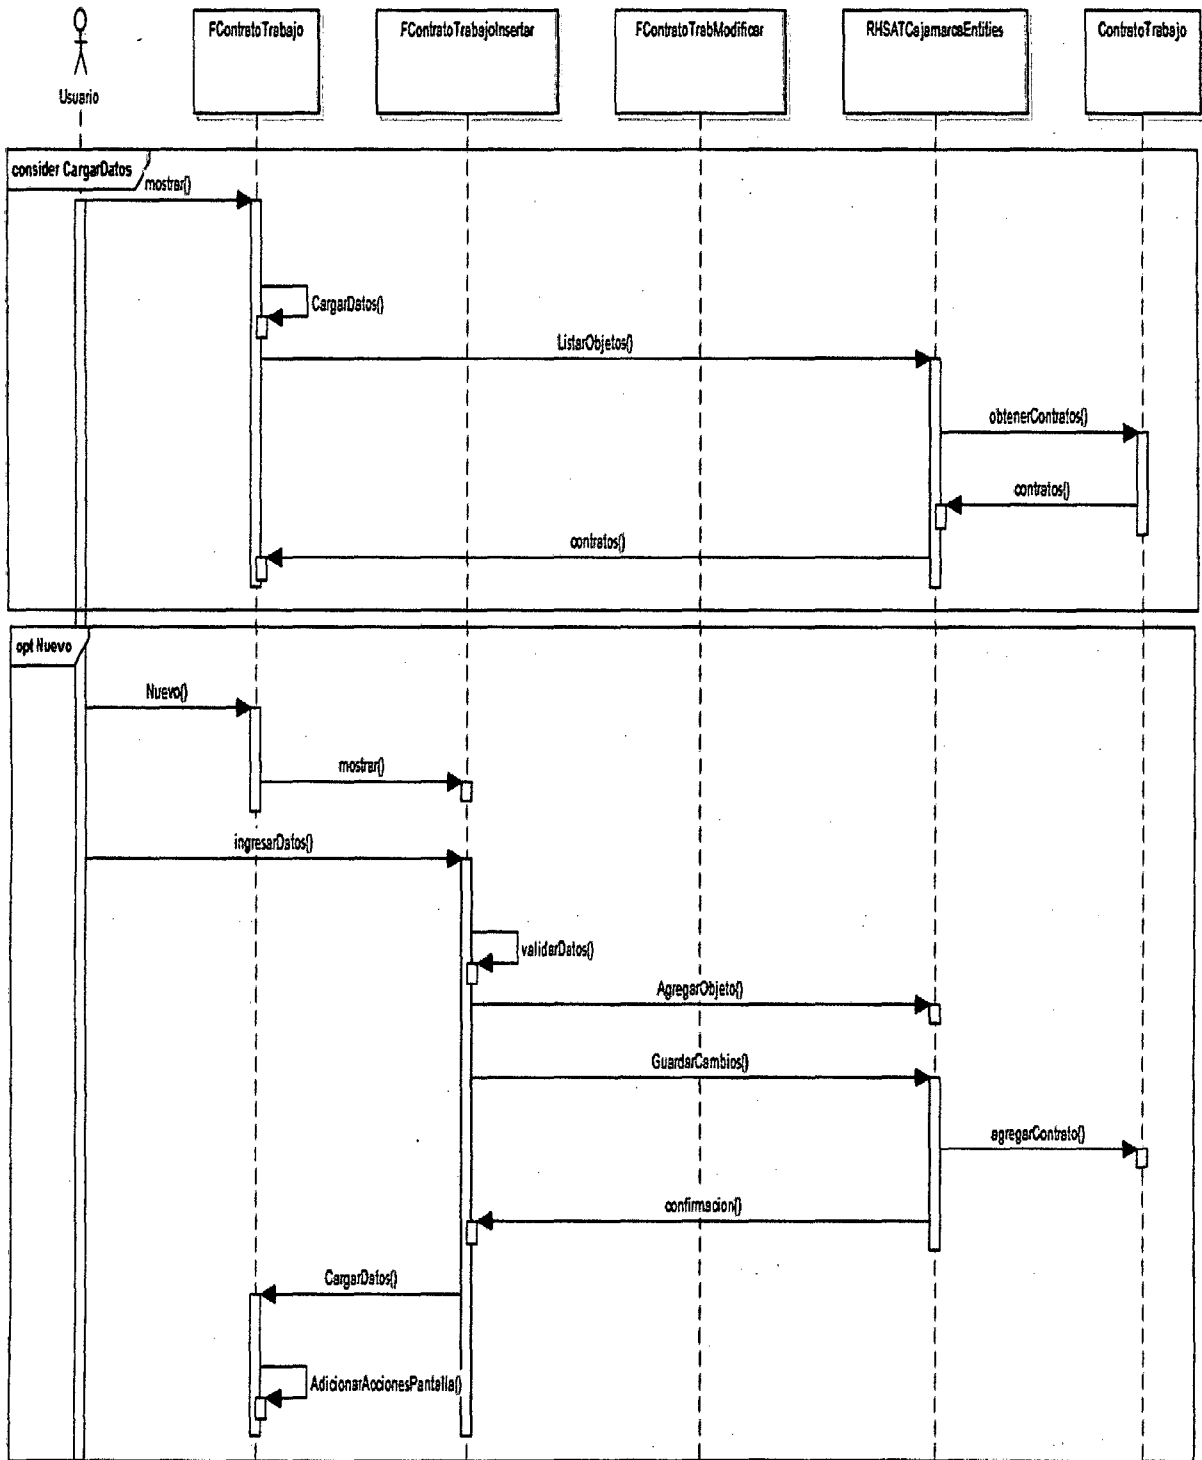 FContratoTrabajo
FContratoTrabajoInsertar
FContratoTrabModificar
RHSATCajamarcaEntities
ContratoTrabajo
Usuario
consider CargarDatos
mostrar()
CargarDatos()
ListarObjetos()
obtenerContratos()
contratos()
contratos()
opt Nuevo
Nuevo()
mostrar()
ingresarDatos()
validarDatos()
AgregarObjeto()
GuardarCambios()
agregarContrato()
confirmacion()
CargarDatos()
AdicionarAccionesPantalla()